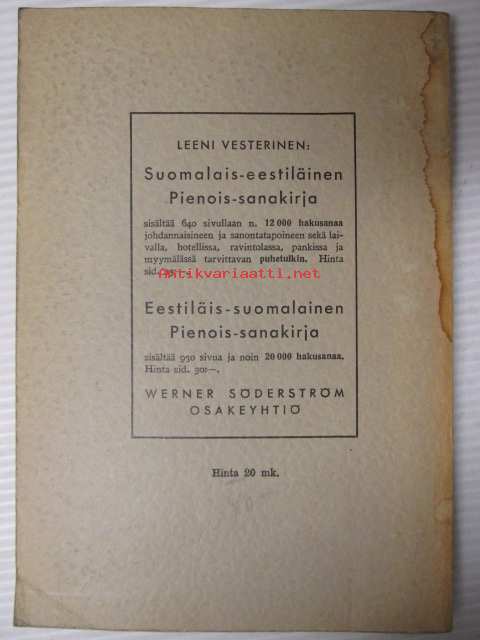 LEENI VESTERINEN:
Suomalais-eestiläinen
Pienois-sanakirja
sisältää 640 sivullaan n. 12 000 hakusanaa
johdannaisineen ja sanontatapoineen sekä lai-
valla, hotellissa, ravintolassa, pankissa ja
myymälässä tarvittavan puhetulkin. Hinta
sid.
Antikvariaatti.net
Eestiläis-suomalainen
Pienois-sanakirja
sisältää 950 sivua ja noin 20 000 hakusanaa.
Hinta sid. 30:—.
WERNER SÖDERSTRÖM
OSAKEYHTIÖ
Hinta 20 mk.